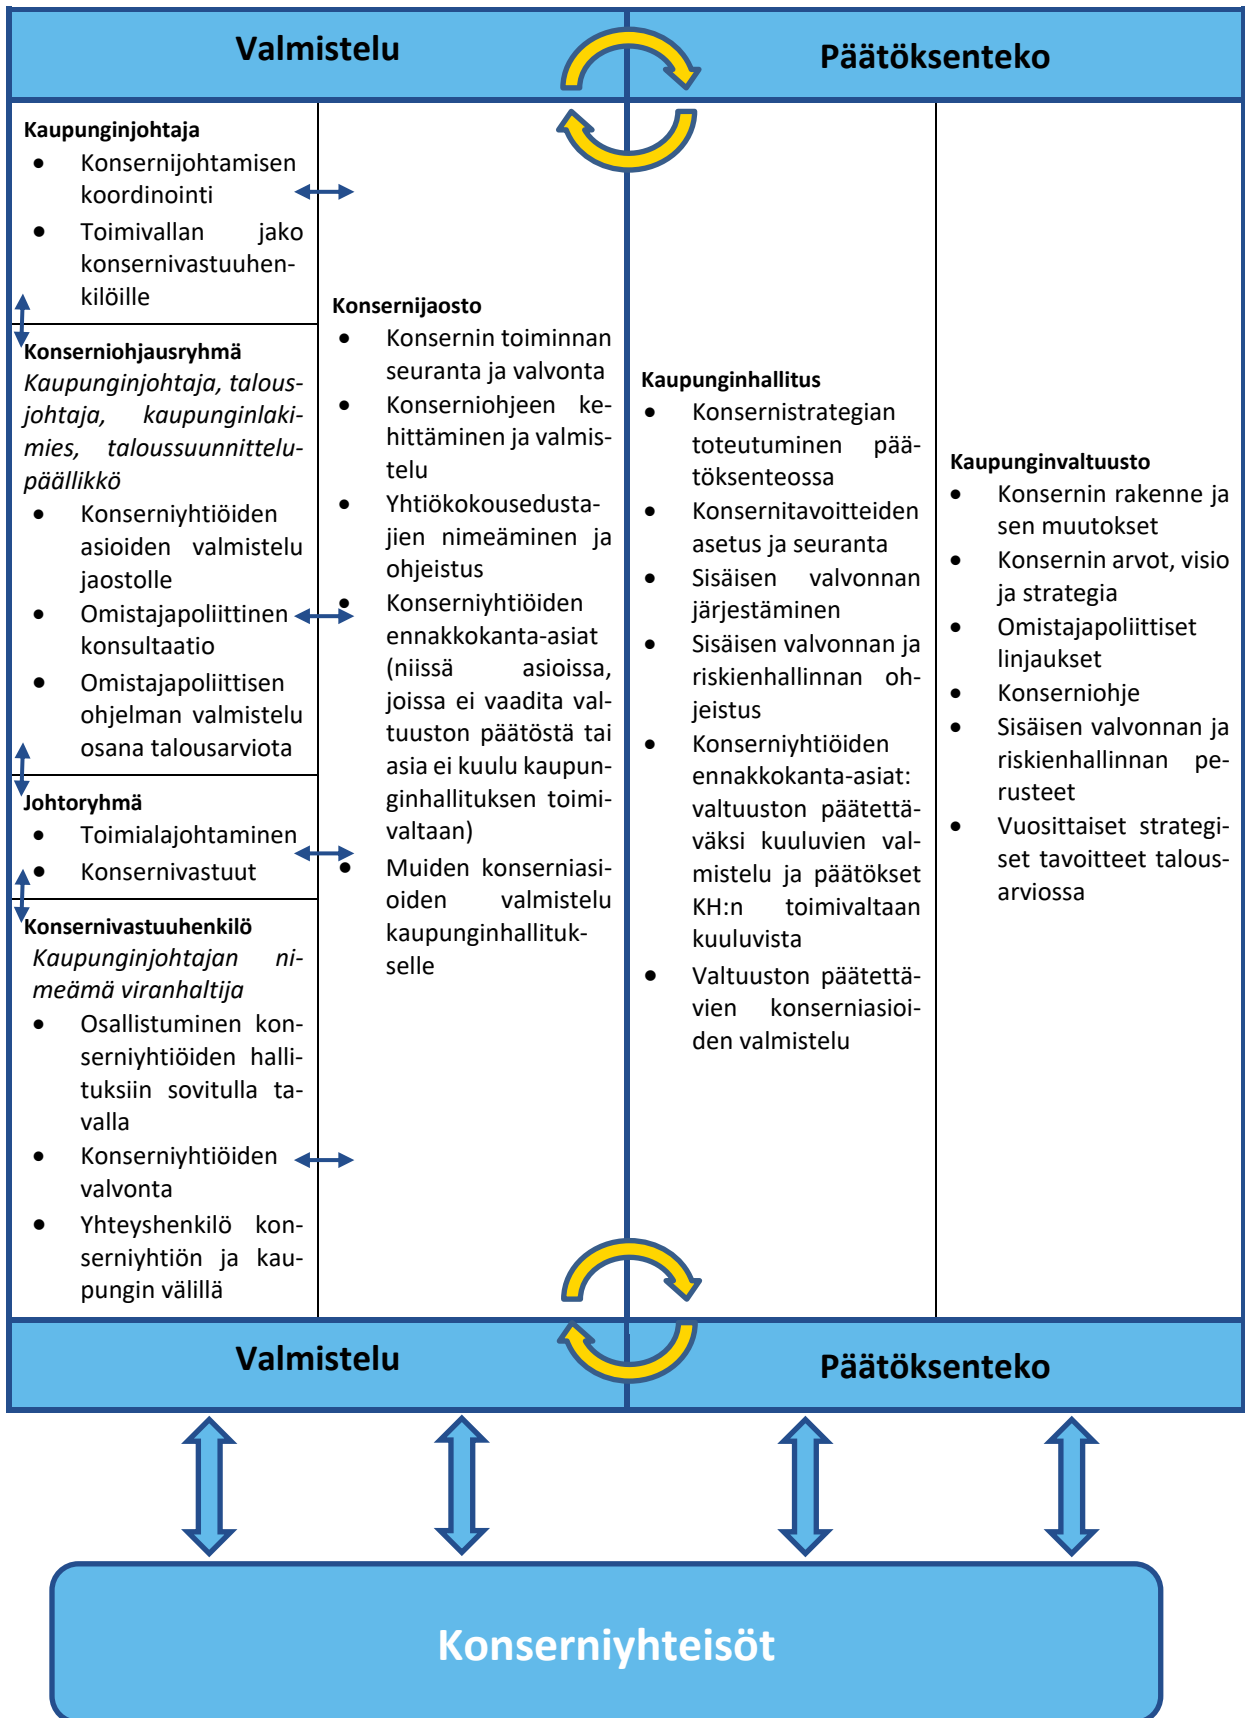 Valmistelu
Päätöksenteko
Kaupunginjohtaja
• Konsernijohtamisen
koordinointi
• Toimivallan jako
konsernivastuuhen-
kilöille
Konserniohjausryhmä
Kaupunginjohtaja, talous-
johtaja, kaupunginlaki-
mies, taloussuunnittelu-
päällikkö
• Konserniyhtiöiden
asioiden valmistelu
jaostolle
• Omistajapoliittinen
konsultaatio
• Omistajapoliittisen
ohjelman valmistelu
osana talousarviota
Johtoryhmä
• Toimialajohtaminen
• Konsernivastuut
Konsernivastuuhenkilö
Kaupunginjohtajan ni-
meämä viranhaltija
• Osallistuminen kon-
serniyhtiöiden halli-
tuksiin sovitulla ta-
valla
• Konserniyhtiöiden
valvonta
• Yhteyshenkilö kon-
serniyhtiön ja kau-
pungin välillä
Konsernijaosto
• Konsernin toiminnan
seuranta ja valvonta
• Konserniohjeen ke-
hittäminen ja valmis-
telu
• Yhtiökokousedusta-
jien nimeäminen ja
ohjeistus
• Konserniyhtiöiden
ennakkokanta-asiat
(niissä asioissa,
joissa ei vaadita val-
tuuston päätöstä tai
asia ei kuulu kaupun-
ginhallituksen toimi-
valtaan)
• Muiden konserniasi-
oiden valmistelu
kaupunginhallituk-
selle
Kaupunginhallitus
• Konsernistrategian
toteutuminen pää-
töksenteossa
• Konsernitavoitteiden
asetus ja seuranta
• Sisäisen valvonnan
järjestäminen
• Sisäisen valvonnan ja
riskienhallinnan oh-
jeistus
• Konserniyhtiöiden
ennakkokanta-asiat:
valtuuston päätettä-
väksi kuuluvien val-
mistelu ja päätökset
KH:n toimivaltaan
kuuluvista
• Valtuuston päätettä-
vien konserniasioi-
den valmistelu
Kaupunginvaltuusto
• Konsernin rakenne ja
sen muutokset
• Konsernin arvot, visio
ja strategia
• Omistajapoliittiset
linjaukset
• Konserniohje
• Sisäisen valvonnan ja
riskienhallinnan pe-
rusteet
• Vuosittaiset strategi-
set tavoitteet talous-
arviossa
Valmistelu
Päätöksenteko
Konserniyhteisöt